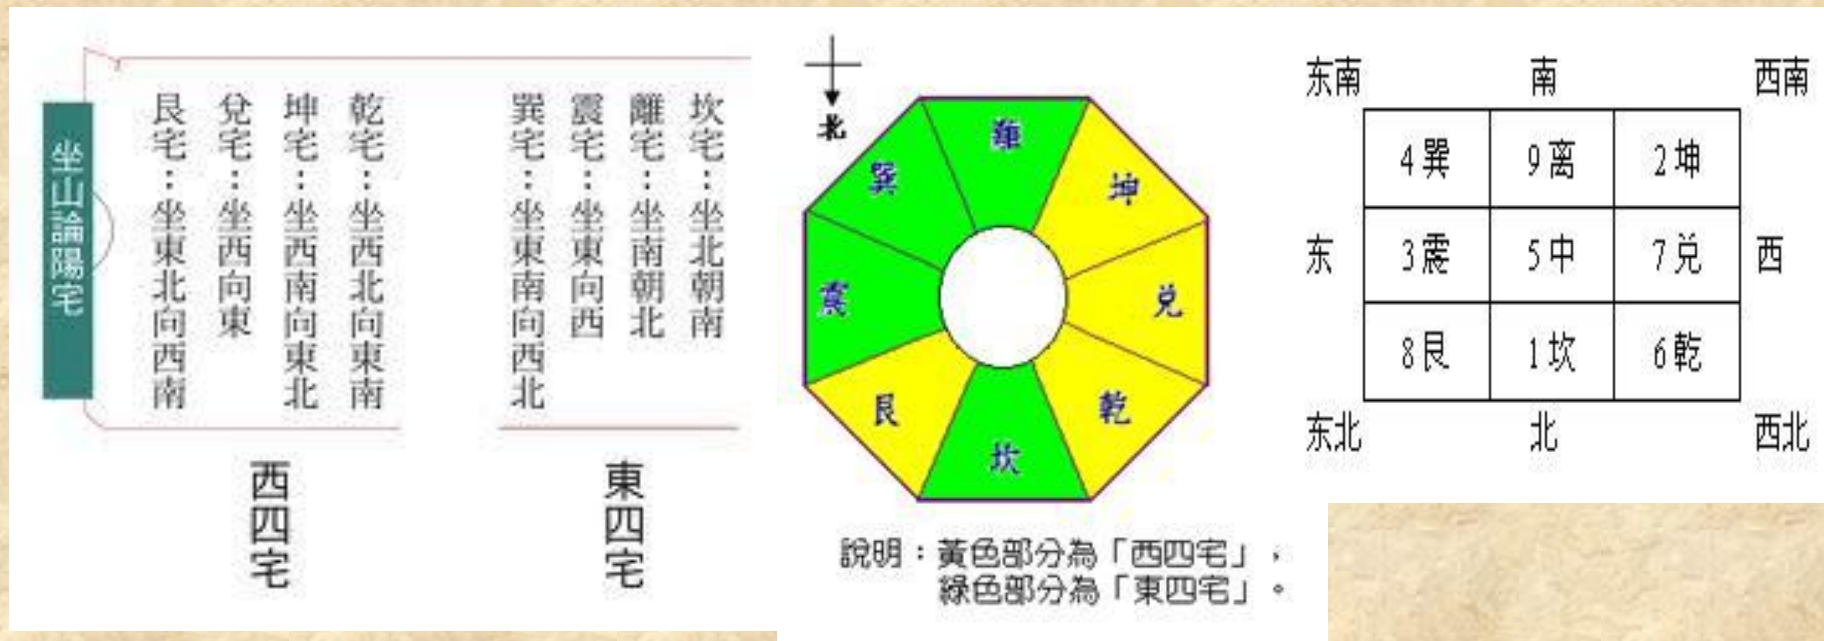 坐山論陽宅
坎宅：坐北朝南
離宅：坐南朝北
震宅：坐東向西
巽宅：坐東南向西北
東四宅
乾宅：坐西北向東南
坤宅：坐西南向東北
兌宅：坐西向東
艮宅：坐東北向西南
西四宅
北
離
巽
坤
震
兌
艮
乾
坎
說明：黃色部分為「西四宅」，
綠色部分為「東四宅」。
东南 南 西南
4巽 9离 2坤
东 3震 5中 7兑 西
8艮 1坎 6乾
东北 北 西北